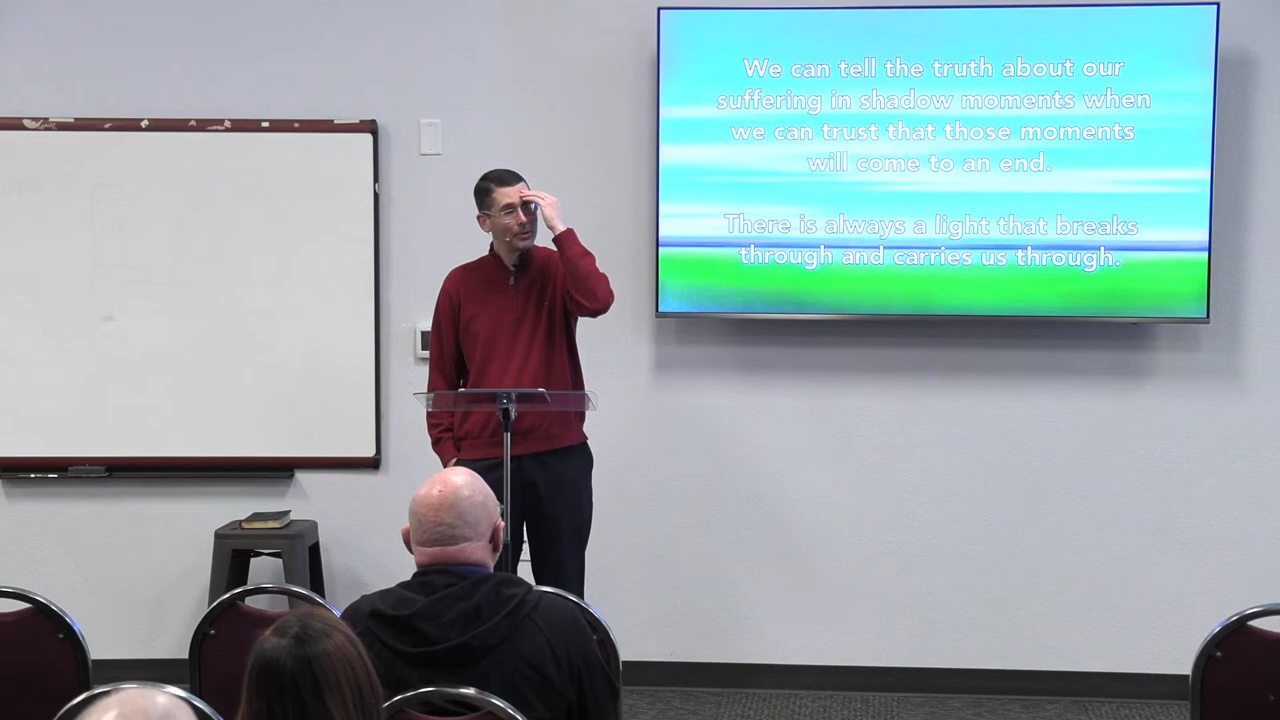 We can tell the truth about our
suffering in shadow moments when
we can trust that those moments
will come to an end.
There is always a light that breaks
through and carries us through.